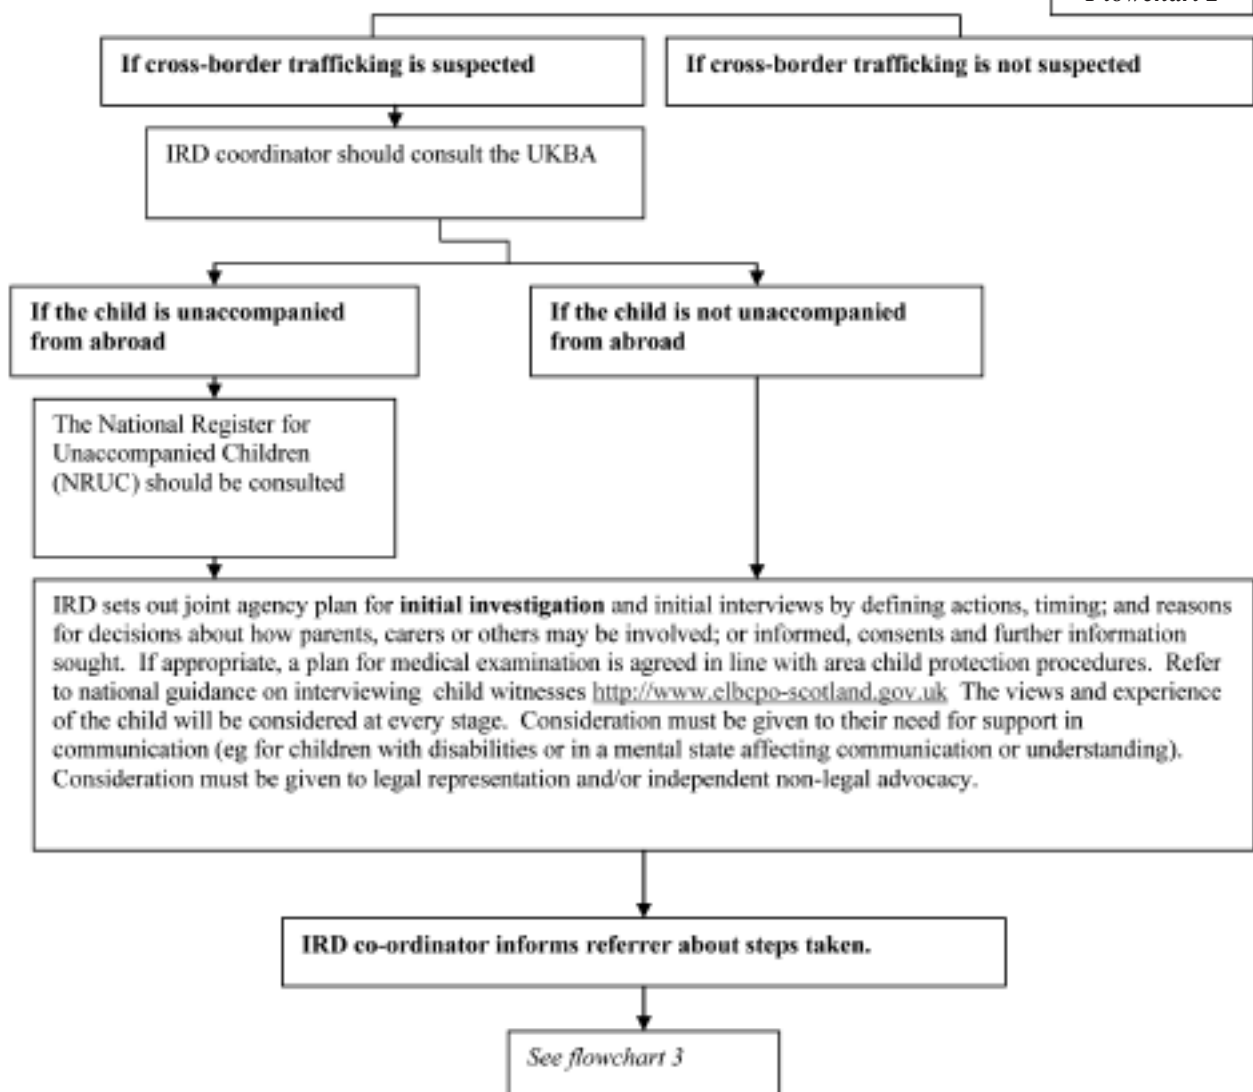 If cross-border trafficking is suspected
If cross-border trafficking is not suspected
IRD coordinator should consult the UKBA
If the child is unaccompanied
from abroad
If the child is not unaccompanied
from abroad
The National Register for
Unaccompanied Children
(NRUC) should be consulted
IRD sets out joint agency plan for initial investigation and initial interviews by defining actions, timing; and reasons
for decisions about how parents, carers or others may be involved; or informed, consents and further information
sought. If appropriate, a plan for medical examination is agreed in line with area child protection procedures. Refer
to national guidance on interviewing child witnesses http://www.elbcpo-scotland.gov.uk The views and experience
of the child will be considered at every stage. Consideration must be given to their need for support in
communication (eg for children with disabilities or in a mental state affecting communication or understanding).
Consideration must be given to legal representation and/or independent non-legal advocacy.
IRD co-ordinator informs referrer about steps taken.
See flowchart 3